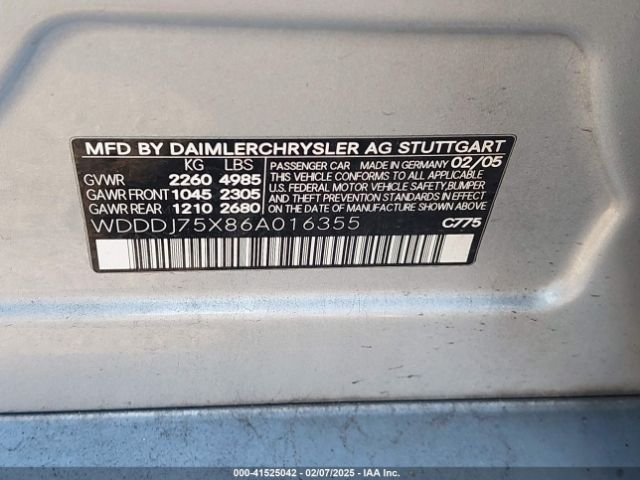 MFD BY DAIMLERCHRYSLER AG STUTTGART
KG LBS
GVWR 2260 4985
GAWR FRONT 1045 2305
GAWR REAR 1210 2680
PASSENGER CAR MADE IN GERMANY 02/05
THIS VEHICLE CONFORMS TO ALL APPLICABLE
U.S. FEDERAL MOTOR VEHICLE SAFETY, BUMPER
AND THEFT PREVENTION STANDARDS IN EFFECT
ON THE DATE OF MANUFACTURE SHOWN ABOVE.
WDDDJ75X86A016355 C775
000-41525042 - 02/07/2025 - IAA Inc.